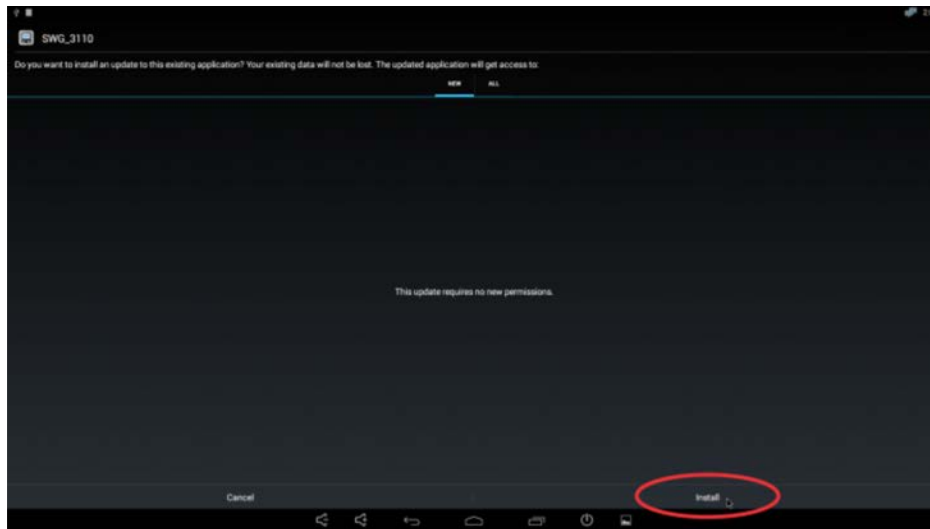 SWG_3110
Do you want to install an update to this existing application? Your existing data will not be lost. The updated application will get access to:
NEW ALL
This update requires no new permissions.
Cancel Install